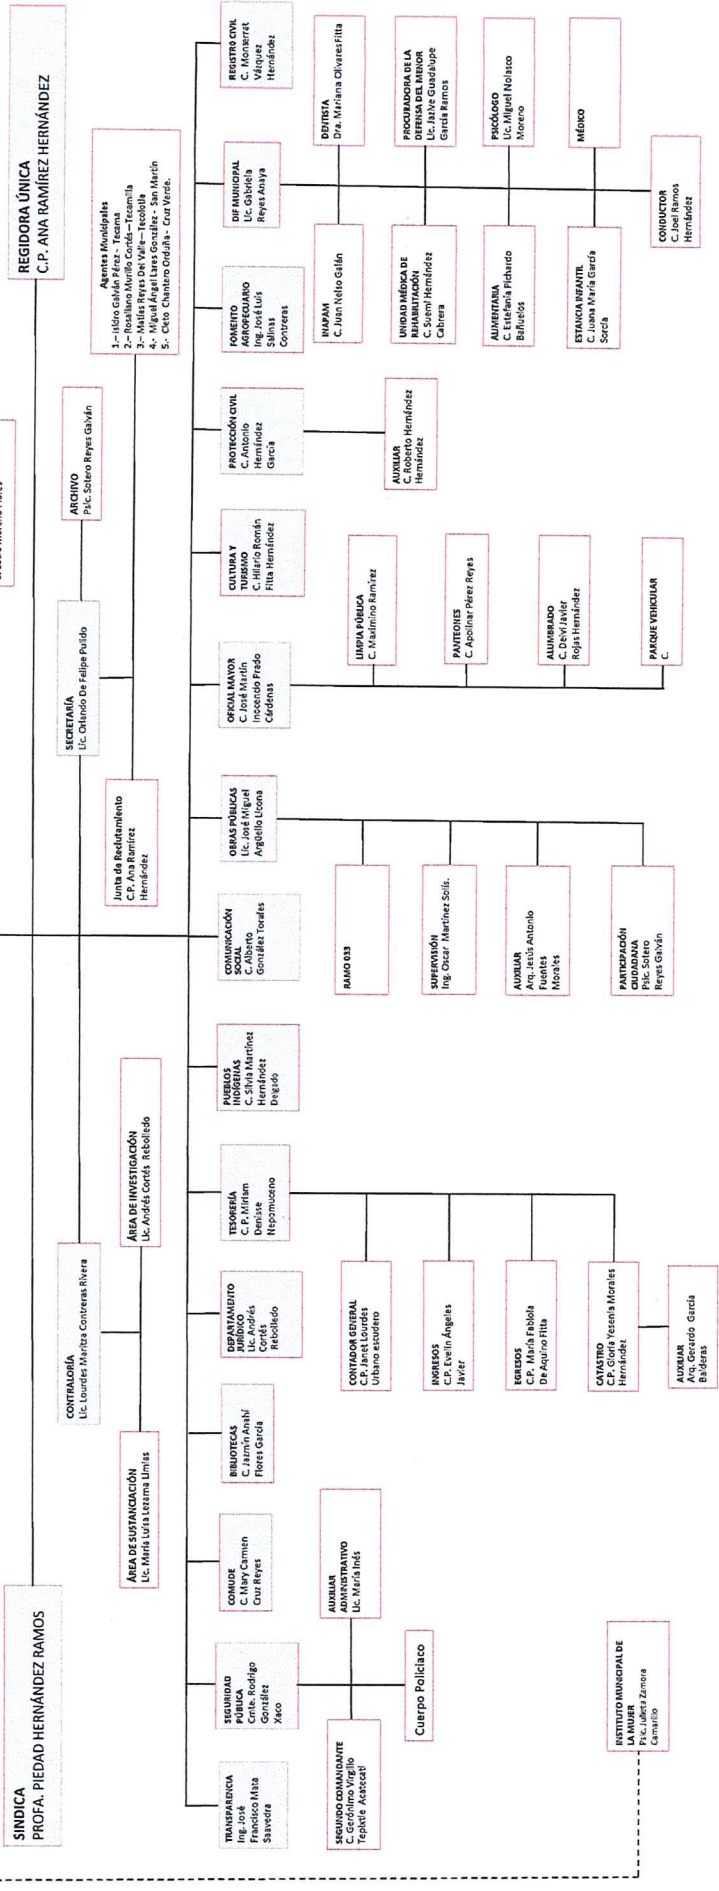 SINDICA
PROFA. PIEDAD HERNÁNDEZ RAMOS
REGIDORA ÚNICA
C.P. ANA RAMÍREZ HERNÁNDEZ
CONTRALORÍA
Lic. Lourdes Maritza Contreras Rivera
SECRETARÍA
Lic. Orlando De Felipe Pulido
ARCHIVO
Psic. Sotero Reyes Galván
ÁREA DE SUSTANCIACIÓN
Lic. María Luisa Lezama Limías
ÁREA DE INVESTIGACIÓN
Lic. Andrés Cortés Rebolledo
Junta de Reclutamiento
C.P. Ana Ramírez
Hernández
Agentes Municipales
1.– Isidro Galván Pérez - Tecama
2.– Rosaliano Murillo Cortés—Tecamilla
3.– Matías Reyes Del Valle—Tecolotla
4.- Miguel Ángel Lares González - San Martín
5.- Cleto Chantero Orduña - Cruz Verde.
TRANSPARENCIA
Ing. José
Francisco Mata
Saavedra
SEGURIDAD
PÚBLICA
Cmte. Rodrigo
González
Xaco
COMUDE
C. Mary Carmen
Cruz Reyes
BIBLIOTECAS
C. Jazmín Anahí
Flores García
DEPARTAMENTO
JURÍDICO
Lic. Andrés
Cortés
Rebolledo
TESORERÍA
C. P. Miriam
Denisse
Nepomuceno
PUEBLOS
INDÍGENAS
C. Silvia Martínez
Hernández
Delgado
COMUNICACIÓN
SOCIAL
C. Alberto
González Torales
OBRAS PÚBLICAS
Lic. José Miguel
Argüello Licona
OFICIAL MAYOR
C. José Martín
Inocencio Prado
Cárdenas
CULTURA Y
TURISMO
C. Hilario Román
Fitta Hernández
PROTECCIÓN CIVIL
C. Antonio
Hernández
García
FOMENTO
AGROPECUARIO
Ing. José Luis
Salinas
Contreras
DIF MUNICIPAL
Lic. Gabriela
Reyes Anaya
REGISTRO CIVIL
C. Monserrat
Vázquez
Hernández
SEGUNDO COMANDANTE
C. Gerónimo Virgilio
Tepixtle Acatecatl
AUXILIAR
ADMINISTRATIVO
Lic. María Inés
Cuerpo Policiaco
CONTADOR GENERAL
C.P. Janet Lourdes
Urbano escudero
INGRESOS
C.P. Evelin Ángeles
Javier
EGRESOS
C.P. María Fabiola
De Aquino Fitta
CATASTRO
C.P. Gloria Yesenia Morales
Hernández
AUXILIAR
Arq. Gerardo García
Balderas
RAMO 033
SUPERVISIÓN
Ing. Oscar Martínez Solís.
AUXILIAR
Arq. Jesús Antonio
Fuentes
Morales
PARTICIPACIÓN
CIUDADANA
Psic. Sotero
Reyes Galván
LIMPIA PÚBLICA
C. Maximino Ramírez
PANTEONES
C. Apolinar Pérez Reyes
ALUMBRADO
C. Deivi Javier
Rojas Hernández
PARQUE VEHICULAR
C.
AUXILIAR
C. Roberto Hernández
Hernández
INAPAM
C. Juan Nelso Galán
DENTISTA
Dra. Mariana Olivares Fitta
UNIDAD MÉDICA DE
REHABILITACIÓN
C. Suemi Hernández
Cabrera
PROCURADORA DE LA
DEFENSA DEL MENOR
Lic. Jazive Guadalupe
García Ramos
ALIMENTARIA
C. Estefanía Pichardo
Bañuelos
PSICÓLOGO
Lic. Miguel Nolasco
Moreno
ESTANCIA INFANTIL
C. Juana María García
Sorcia
MÉDICO
CONDUCTOR
C. Joel Ramos
Hernández
INSTITUTO MUNICIPAL DE
LA MUJER
Psic. Julieta Zamora
Camarillo